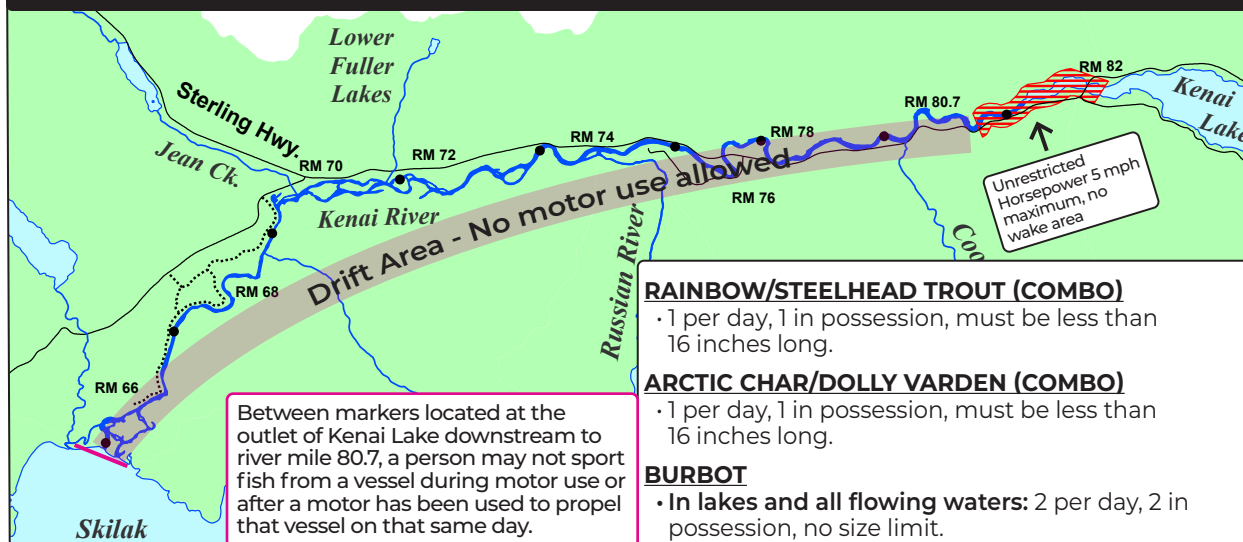 Lower
Fuller
Lakes
Sterling Hwy.
Jean Ck.
RM 70
RM 72
RM 74
RM 78
RM 80.7
RM 82
Kenai
Lake
Kenai River
RM 76
Drift Area - No motor use allowed
Russian River
Unrestricted
Horsepower 5 mph
maximum, no
wake area
Coo
RM 68
RM 66
Skilak
Between markers located at the
outlet of Kenai Lake downstream to
river mile 80.7, a person may not sport
fish from a vessel during motor use or
after a motor has been used to propel
that vessel on that same day.
RAINBOW/STEELHEAD TROUT (COMBO)
· 1 per day, 1 in possession, must be less than
16 inches long.
ARCTIC CHAR/DOLLY VARDEN (COMBO)
· 1 per day, 1 in possession, must be less than
16 inches long.
BURBOT
· In lakes and all flowing waters: 2 per day, 2 in
possession, no size limit.